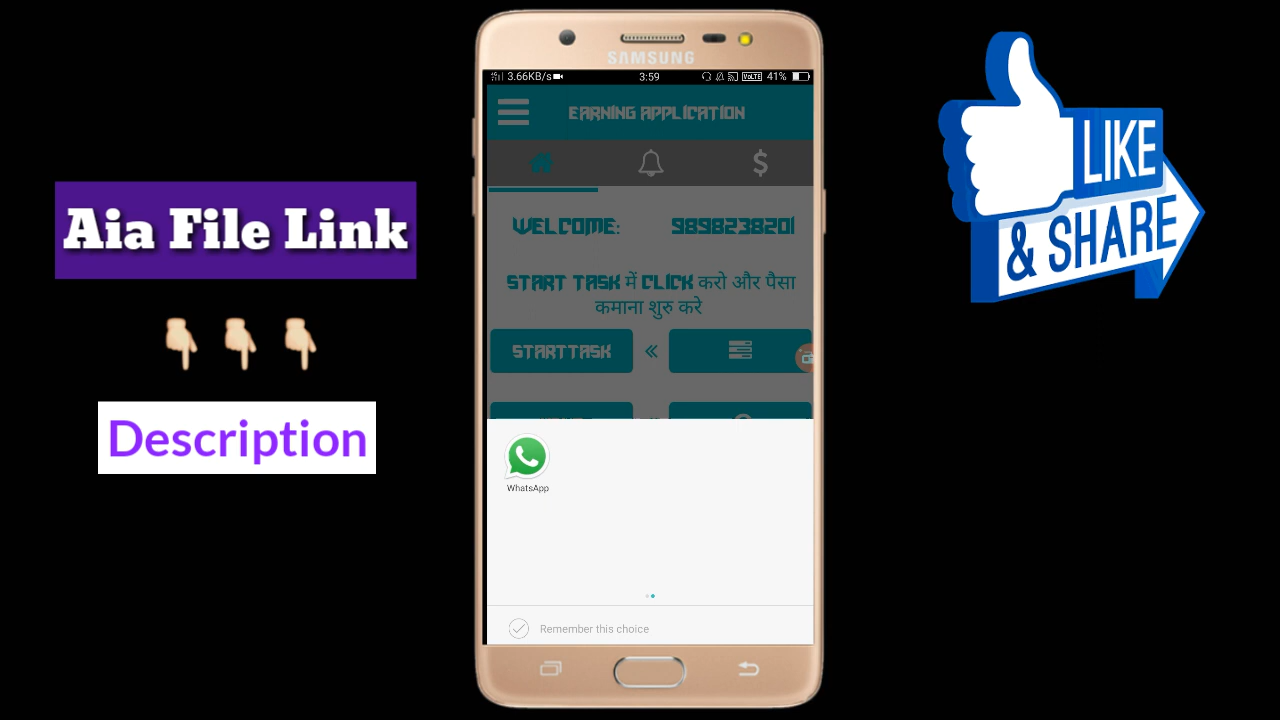 Aia File Link
Description
SAMSUNG
3.66KB/s
3:59
VoLTE
41%
EARNING APPLICATION
$
WELCOME: 9898238201
START TASK में CLICK करो और पैसा
कमाना शुरु करे
STARTTASK «
WhatsApp
Remember this choice
LIKE
& SHARE